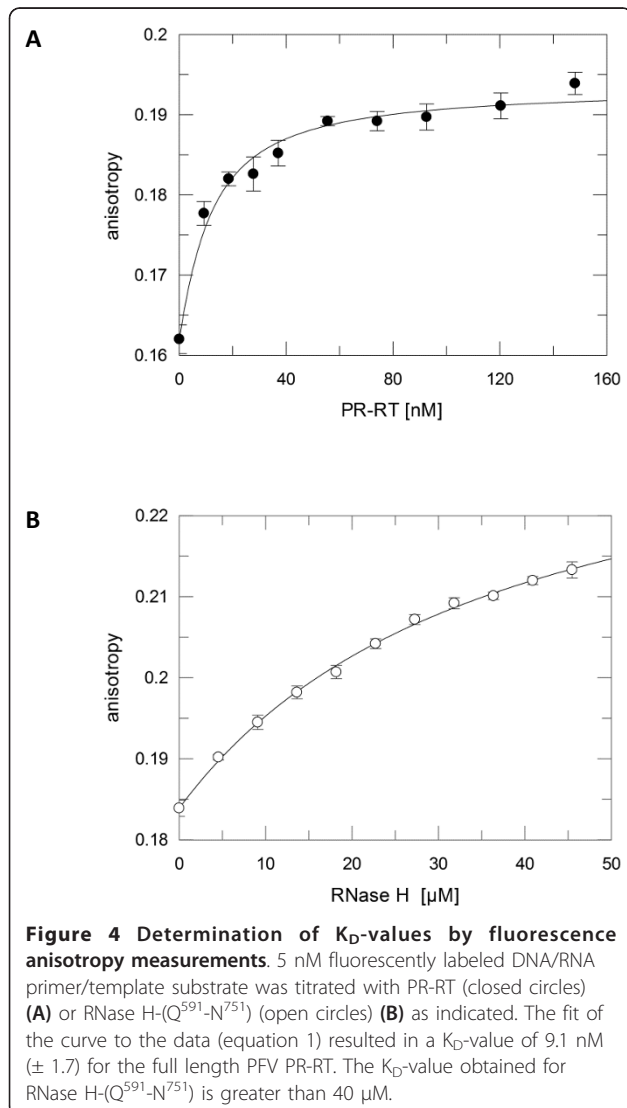 A
0.2
0.19
0.18
0.17
0.16
anisotropy
0 40 80 120 160
PR-RT [nM]
B
0.22
0.21
0.2
0.19
0.18
anisotropy
0 10 20 30 40 50
RNase H [µM]
Figure 4 Determination of K_D-values by fluorescence
anisotropy measurements. 5 nM fluorescently labeled DNA/RNA
primer/template substrate was titrated with PR-RT (closed circles)
(A) or RNase H-(Q⁵⁹¹-N⁷⁵¹) (open circles) (B) as indicated. The fit of
the curve to the data (equation 1) resulted in a K_D-value of 9.1 nM
(± 1.7) for the full length PFV PR-RT. The K_D-value obtained for
RNase H-(Q⁵⁹¹-N⁷⁵¹) is greater than 40 µM.